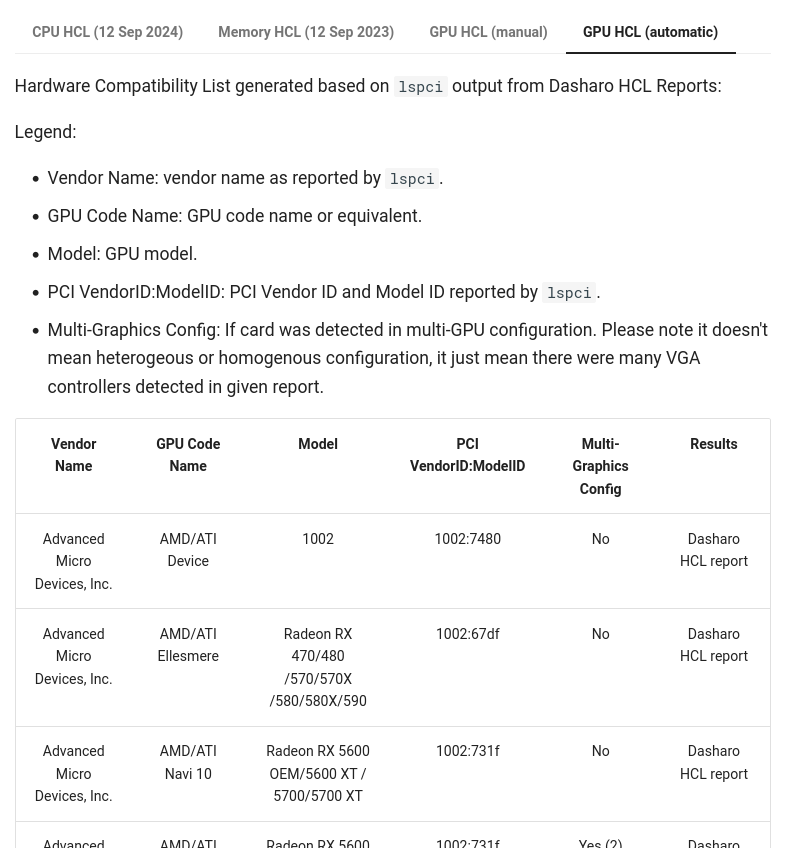 CPU HCL (12 Sep 2024) Memory HCL (12 Sep 2023) GPU HCL (manual) GPU HCL (automatic)
Hardware Compatibility List generated based on lspci output from Dasharo HCL Reports:
Legend:
• Vendor Name: vendor name as reported by lspci.
• GPU Code Name: GPU code name or equivalent.
• Model: GPU model.
• PCI VendorID:ModelID: PCI Vendor ID and Model ID reported by lspci.
• Multi-Graphics Config: If card was detected in multi-GPU configuration. Please note it doesn't
mean heterogeous or homogenous configuration, it just mean there were many VGA
controllers detected in given report.
Vendor GPU Code Model PCI Multi- Results
Name Name VendorID:ModelID Graphics
Config
Advanced AMD/ATI 1002 1002:7480 No Dasharo
Micro Device HCL report
Devices, Inc.
Advanced AMD/ATI Radeon RX 1002:67df No Dasharo
Micro Ellesmere 470/480 HCL report
Devices, Inc. /570/570X
/580/580X/590
Advanced AMD/ATI Radeon RX 5600 1002:731f No Dasharo
Micro Navi 10 OEM/5600 XT / HCL report
Devices, Inc. 5700/5700 XT
Advanced AMD/ATI Radeon RX 5600 1002:731f Yes (2) Dasharo